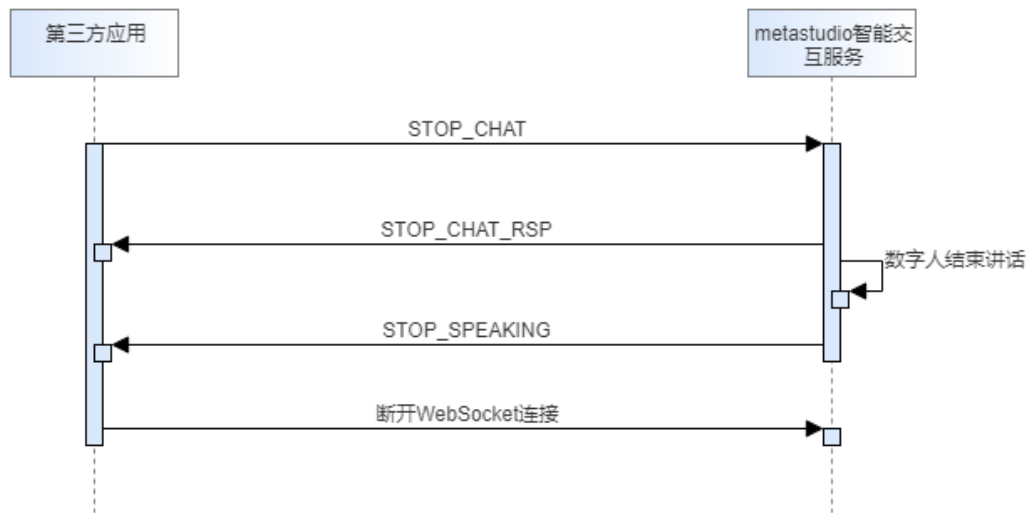 第三方应用
metastudio智能交
互服务
STOP_CHAT
STOP_CHAT_RSP
数字人结束讲话
STOP_SPEAKING
断开WebSocket连接